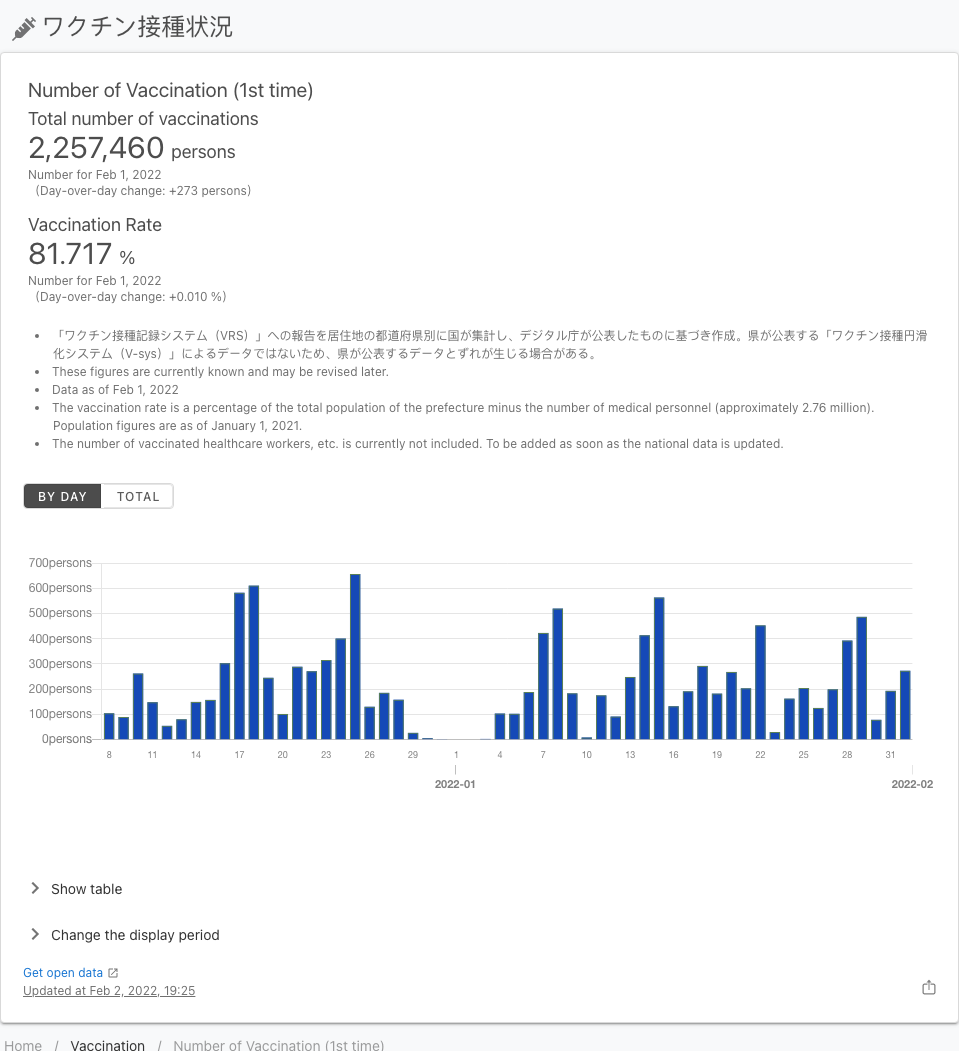 ワクチン接種状況
Number of Vaccination (1st time)
Total number of vaccinations
2,257,460 persons
Number for Feb 1, 2022
（Day-over-day change: +273 persons）
Vaccination Rate
81.717 %
Number for Feb 1, 2022
（Day-over-day change: +0.010 %）
• 「ワクチン接種記録システム（VRS）」への報告を居住地の都道府県別に国が集計し、デジタル庁が公表したものに基づき作成。県が公表する「ワクチン接種円滑
化システム（V-sys）」によるデータではないため、県が公表するデータとずれが生じる場合がある。
• These figures are currently known and may be revised later.
• Data as of Feb 1, 2022
• The vaccination rate is a percentage of the total population of the prefecture minus the number of medical personnel (approximately 2.76 million).
Population figures are as of January 1, 2021.
• The number of vaccinated healthcare workers, etc. is currently not included. To be added as soon as the national data is updated.
BY DAY TOTAL
700persons
600persons
500persons
400persons
300persons
200persons
100persons
0persons
8 11 14 17 20 23 26 29 1 4 7 10 13 16 19 22 25 28 31
2022-01 2022-02
Show table
Change the display period
Get open data
Updated at Feb 2, 2022, 19:25
Home / Vaccination / Number of Vaccination (1st time)